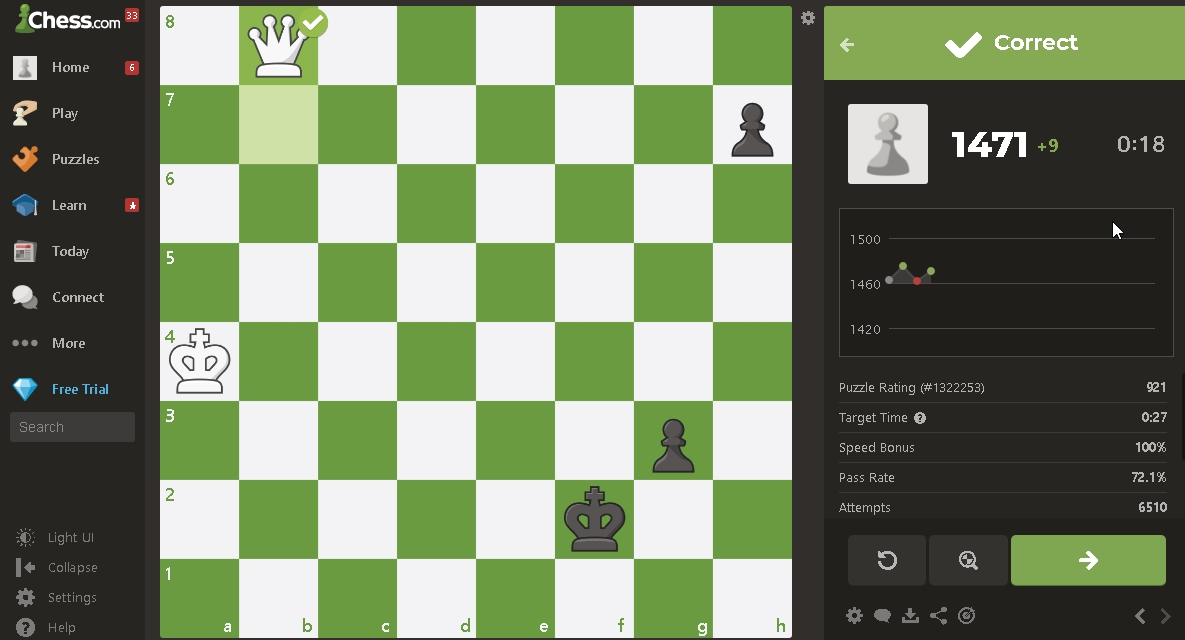 Chess.com 33
Home 6
Play
Puzzles
Learn
Today
Connect
More
Free Trial
Search
Light UI
Collapse
Settings
Help
8
7
6
5
4
3
2
1
a b c d e f g h
Correct
1471 +9 0:18
1500
1460
1420
Puzzle Rating (#1322253) 921
Target Time ? 0:27
Speed Bonus 100%
Pass Rate 72.1%
Attempts 6510